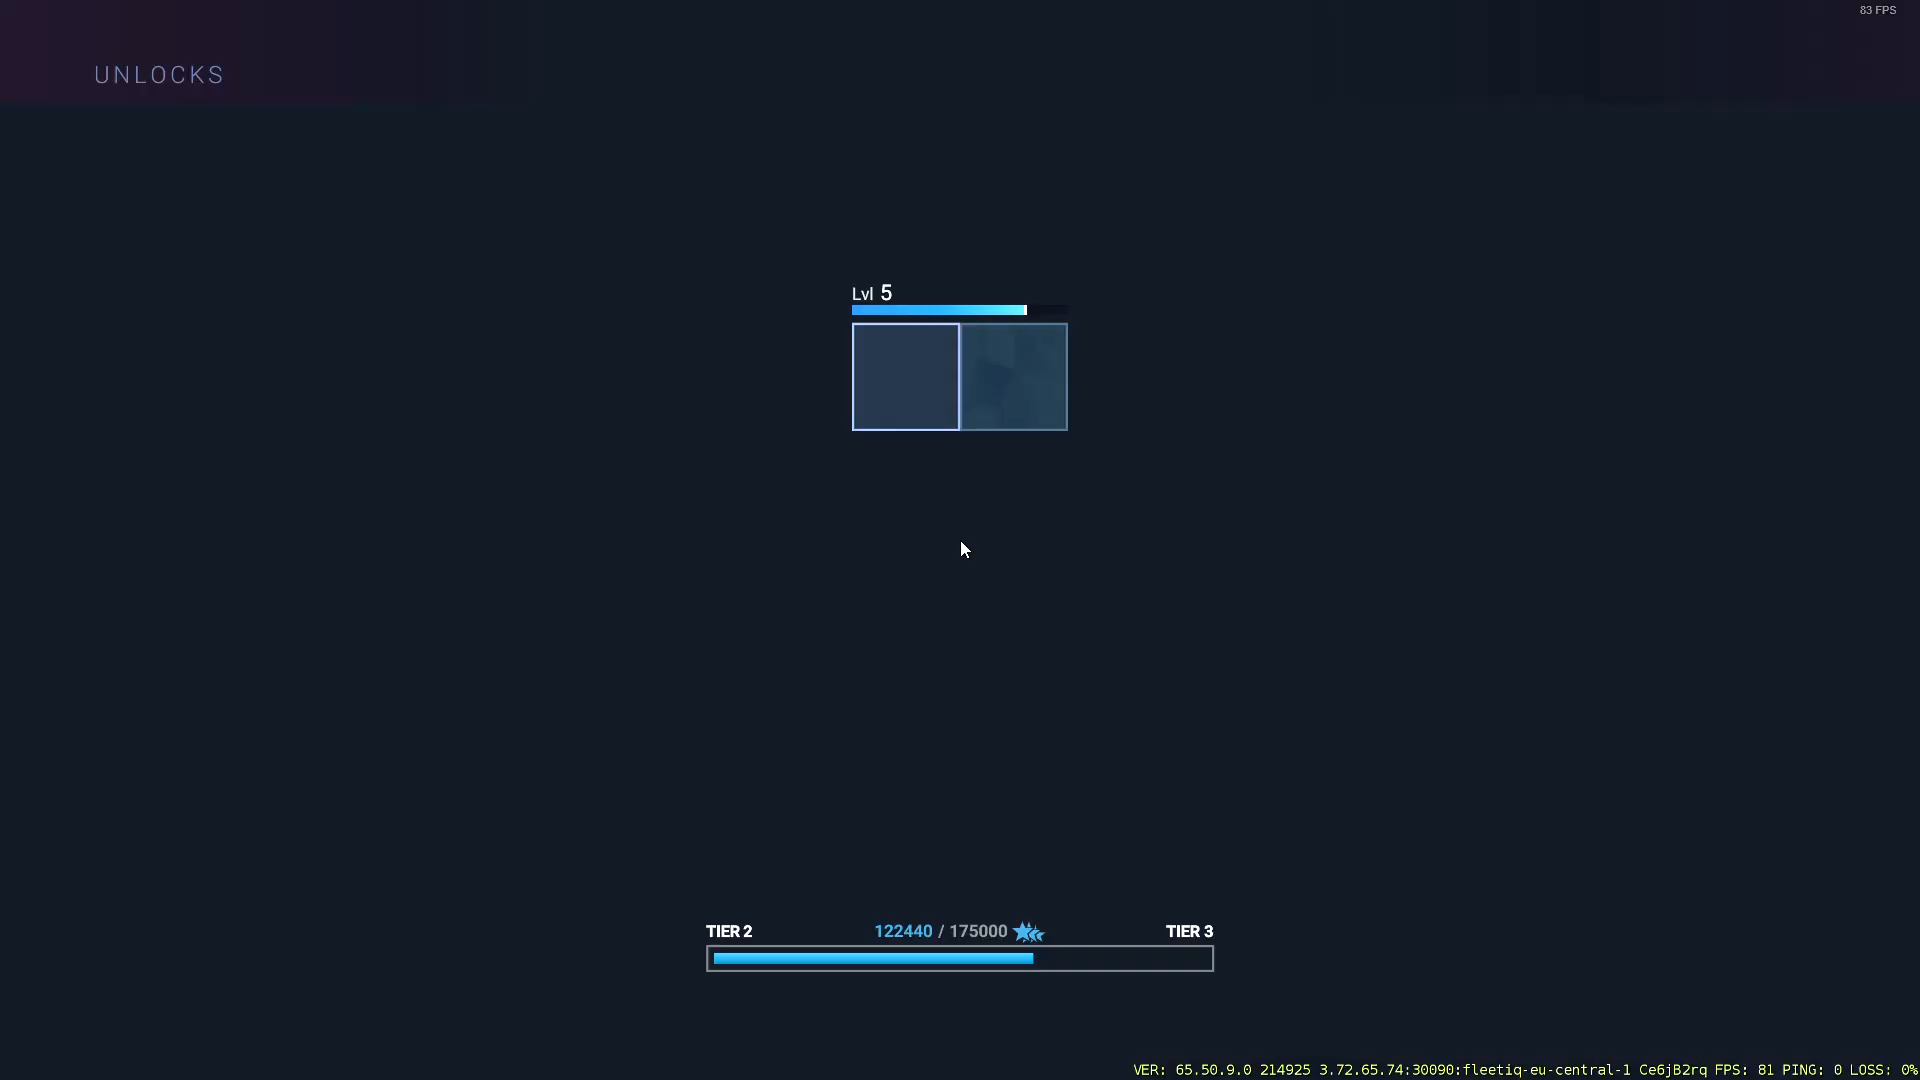 83 FPS
UNLOCKS
Lvl 5
TIER 2 122440 / 175000 TIER 3
VER: 65.50.9.0 214925 3.72.65.74:30090:fleetiq-eu-central-1 Ce6jB2rq FPS: 81 PING: 0 LOSS: 0%